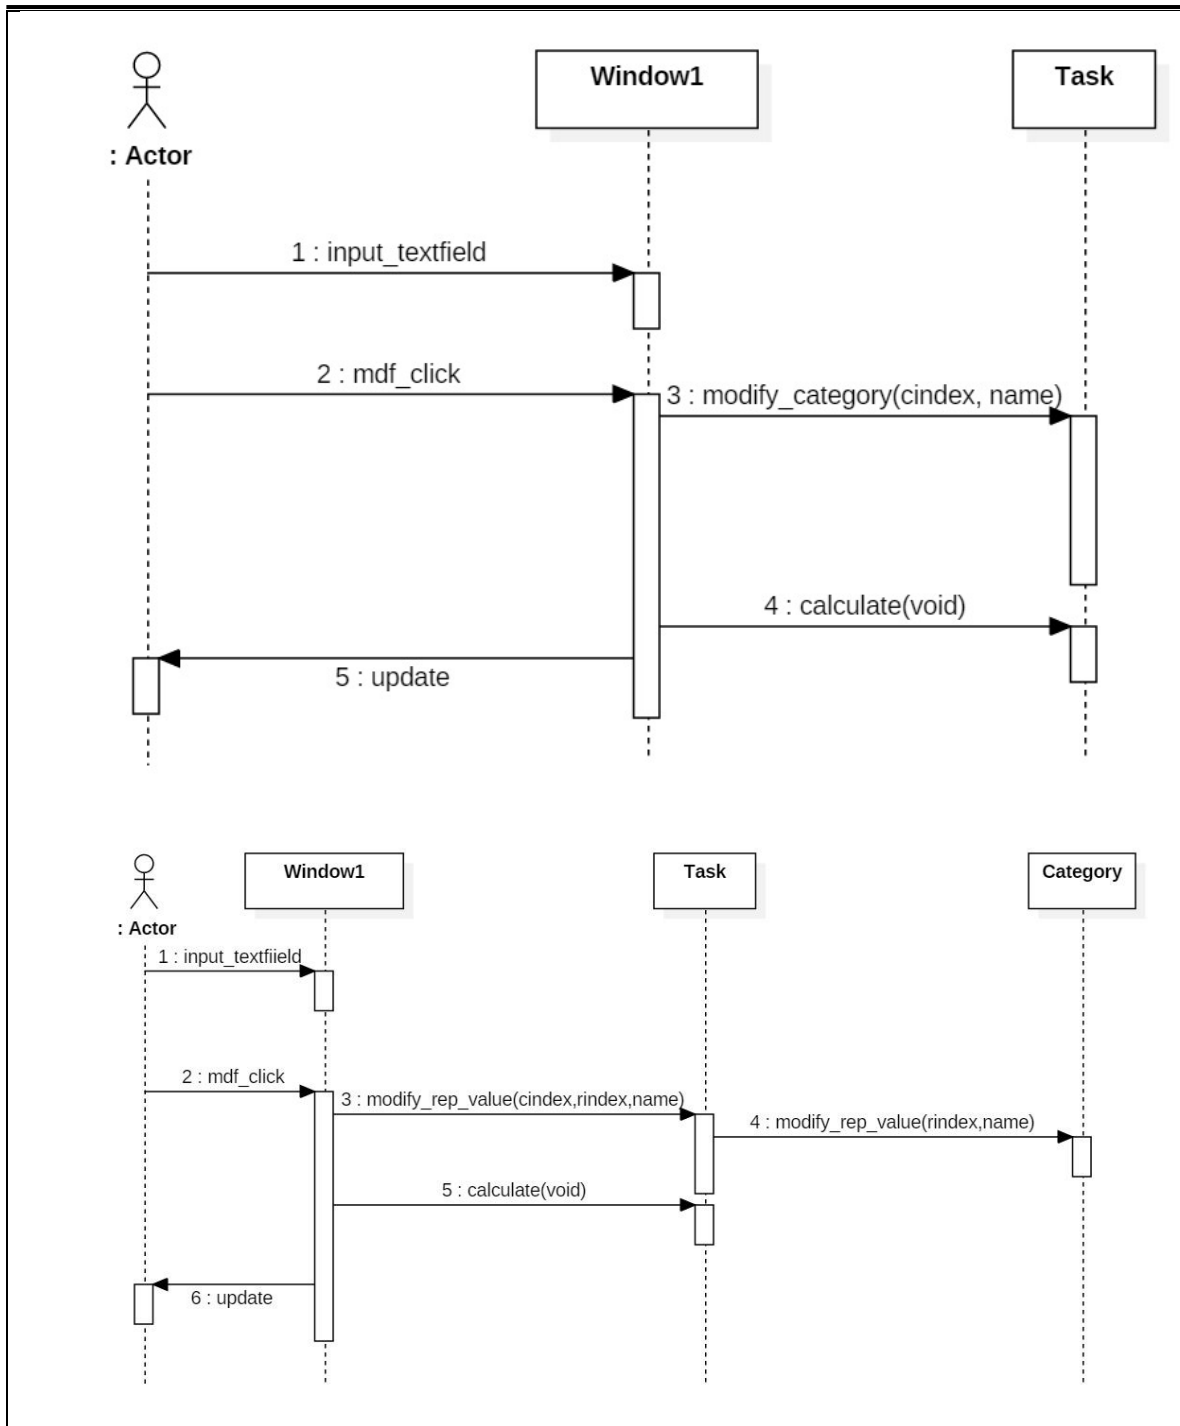 Window1
Task
: Actor
1 : input_textfield
2 : mdf_click
3 : modify_category(cindex, name)
4 : calculate(void)
5 : update
Window1
Task
Category
: Actor
1 : input_textfiield
2 : mdf_click
3 : modify_rep_value(cindex,rindex,name)
4 : modify_rep_value(rindex,name)
5 : calculate(void)
6 : update